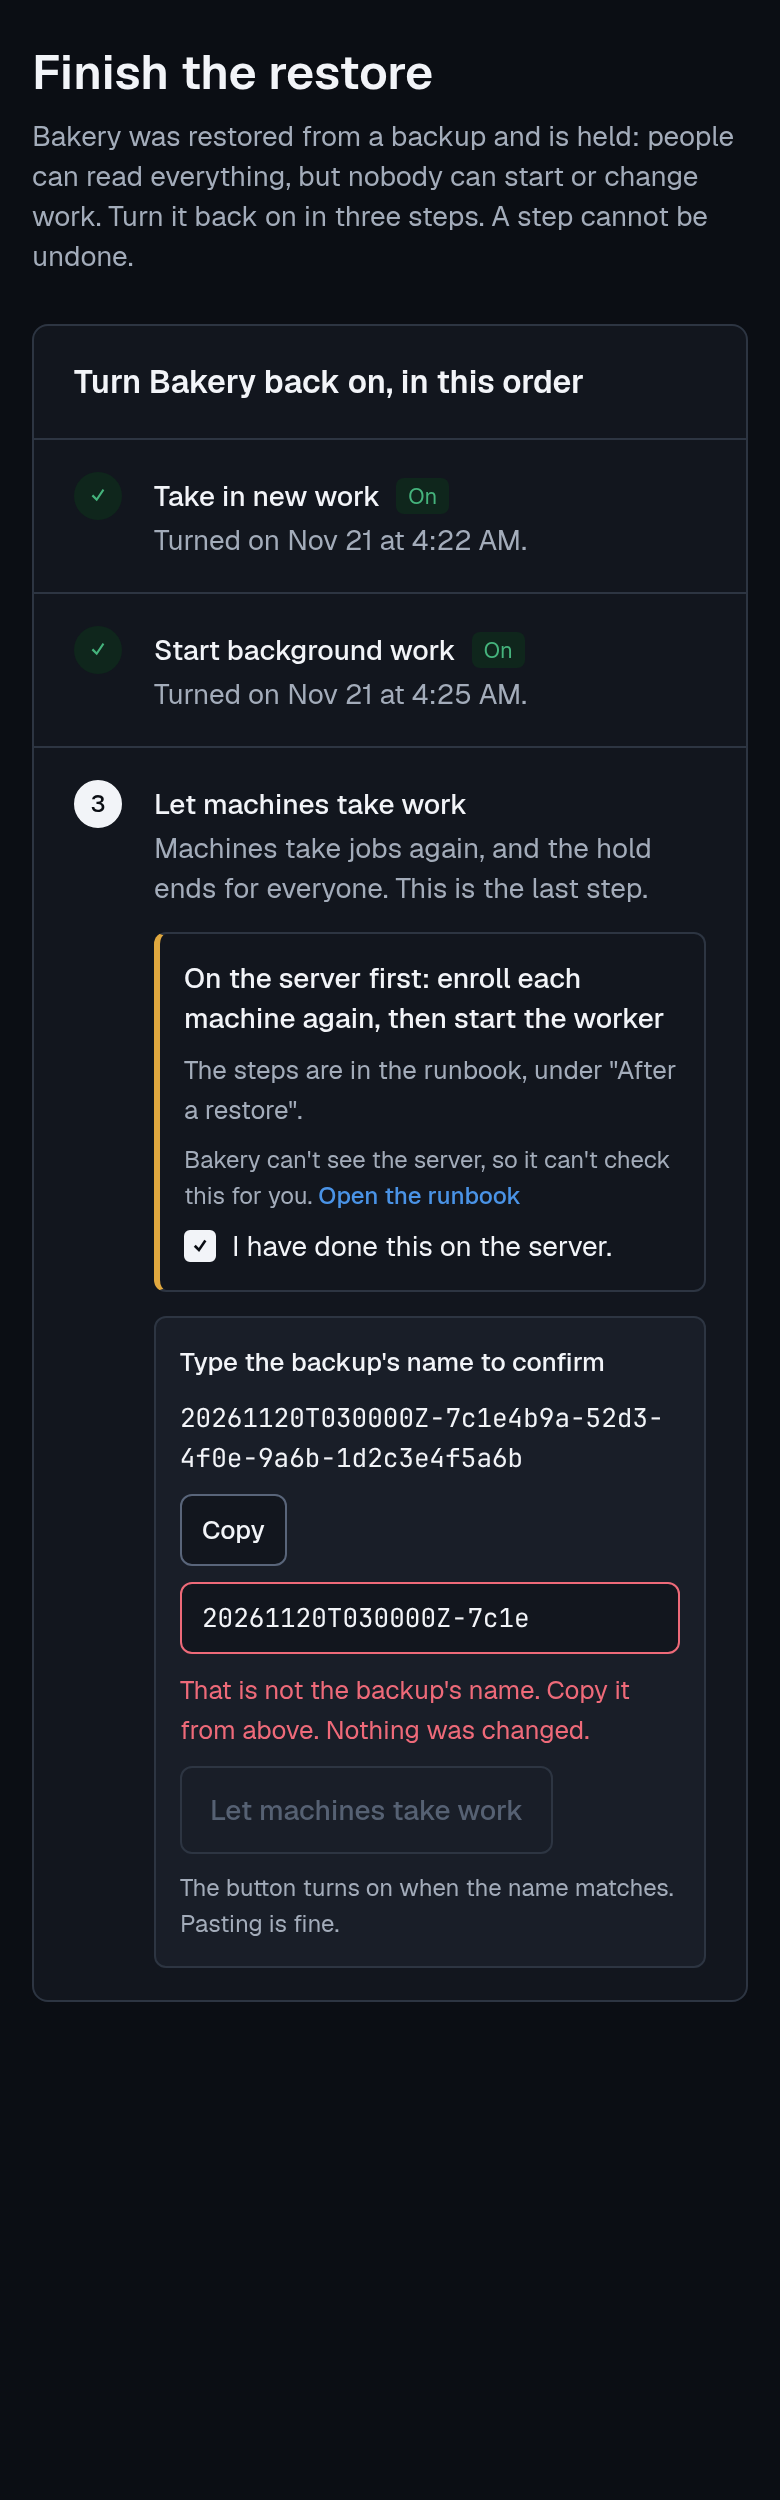 Finish the restore
Bakery was restored from a backup and is held: people
can read everything, but nobody can start or change
work. Turn it back on in three steps. A step cannot be
undone.
Turn Bakery back on, in this order
Take in new work On
Turned on Nov 21 at 4:22 AM.
Start background work On
Turned on Nov 21 at 4:25 AM.
3 Let machines take work
Machines take jobs again, and the hold
ends for everyone. This is the last step.
On the server first: enroll each
machine again, then start the worker
The steps are in the runbook, under "After
a restore".
Bakery can't see the server, so it can't check
this for you. Open the runbook
I have done this on the server.
Type the backup's name to confirm
20261120T030000Z-7c1e4b9a-52d3-
4f0e-9a6b-1d2c3e4f5a6b
Copy
20261120T030000Z-7c1e
That is not the backup's name. Copy it
from above. Nothing was changed.
Let machines take work
The button turns on when the name matches.
Pasting is fine.